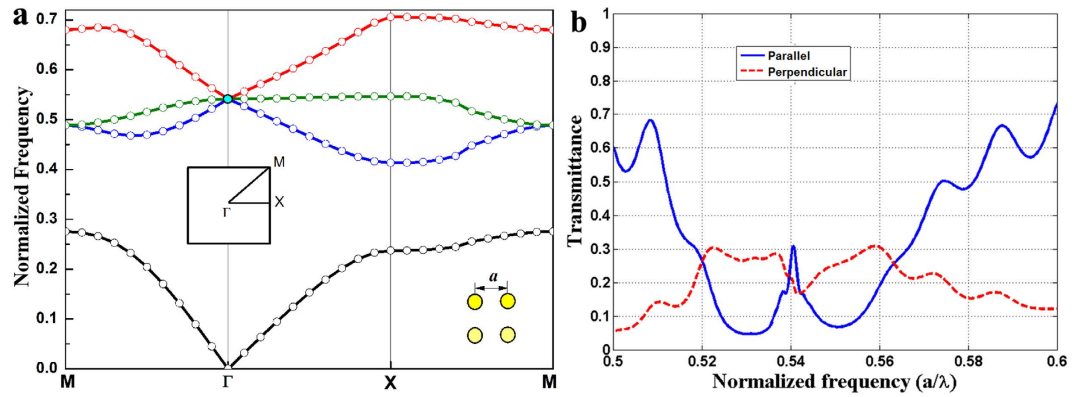 a
Normalized Frequency
0.7
0.6
0.5
0.4
0.3
0.2
0.1
0.0
M
Γ
X
M
M
X
Γ
a
b
Transmittance
1
0.9
0.8
0.7
0.6
0.5
0.4
0.3
0.2
0.1
0
0.5
0.52
0.54
0.56
0.58
0.6
Normalized frequency (a/λ)
Parallel
Perpendicular